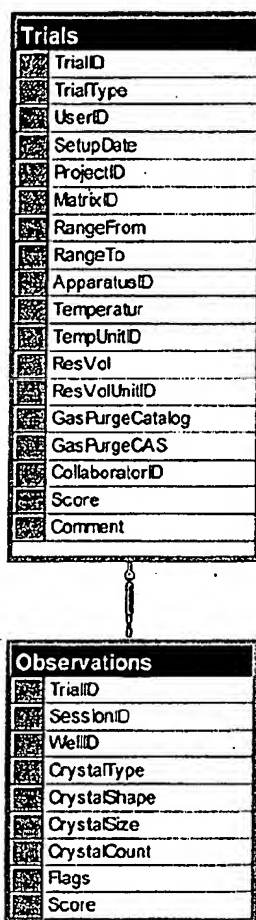 Trials
TrialID
TrialType
UserID
SetupDate
ProjectID
MatrixID
RangeFrom
RangeTo
ApparatusID
Temperatur
TempUnitID
ResVol
ResVolUnitID
GasPurgeCatalog
GasPurgeCAS
CollaboratorID
Score
Comment
Observations
TrialID
SessionID
WellID
CrystalType
CrystalShape
CrystalSize
CrystalCount
Flags
Score